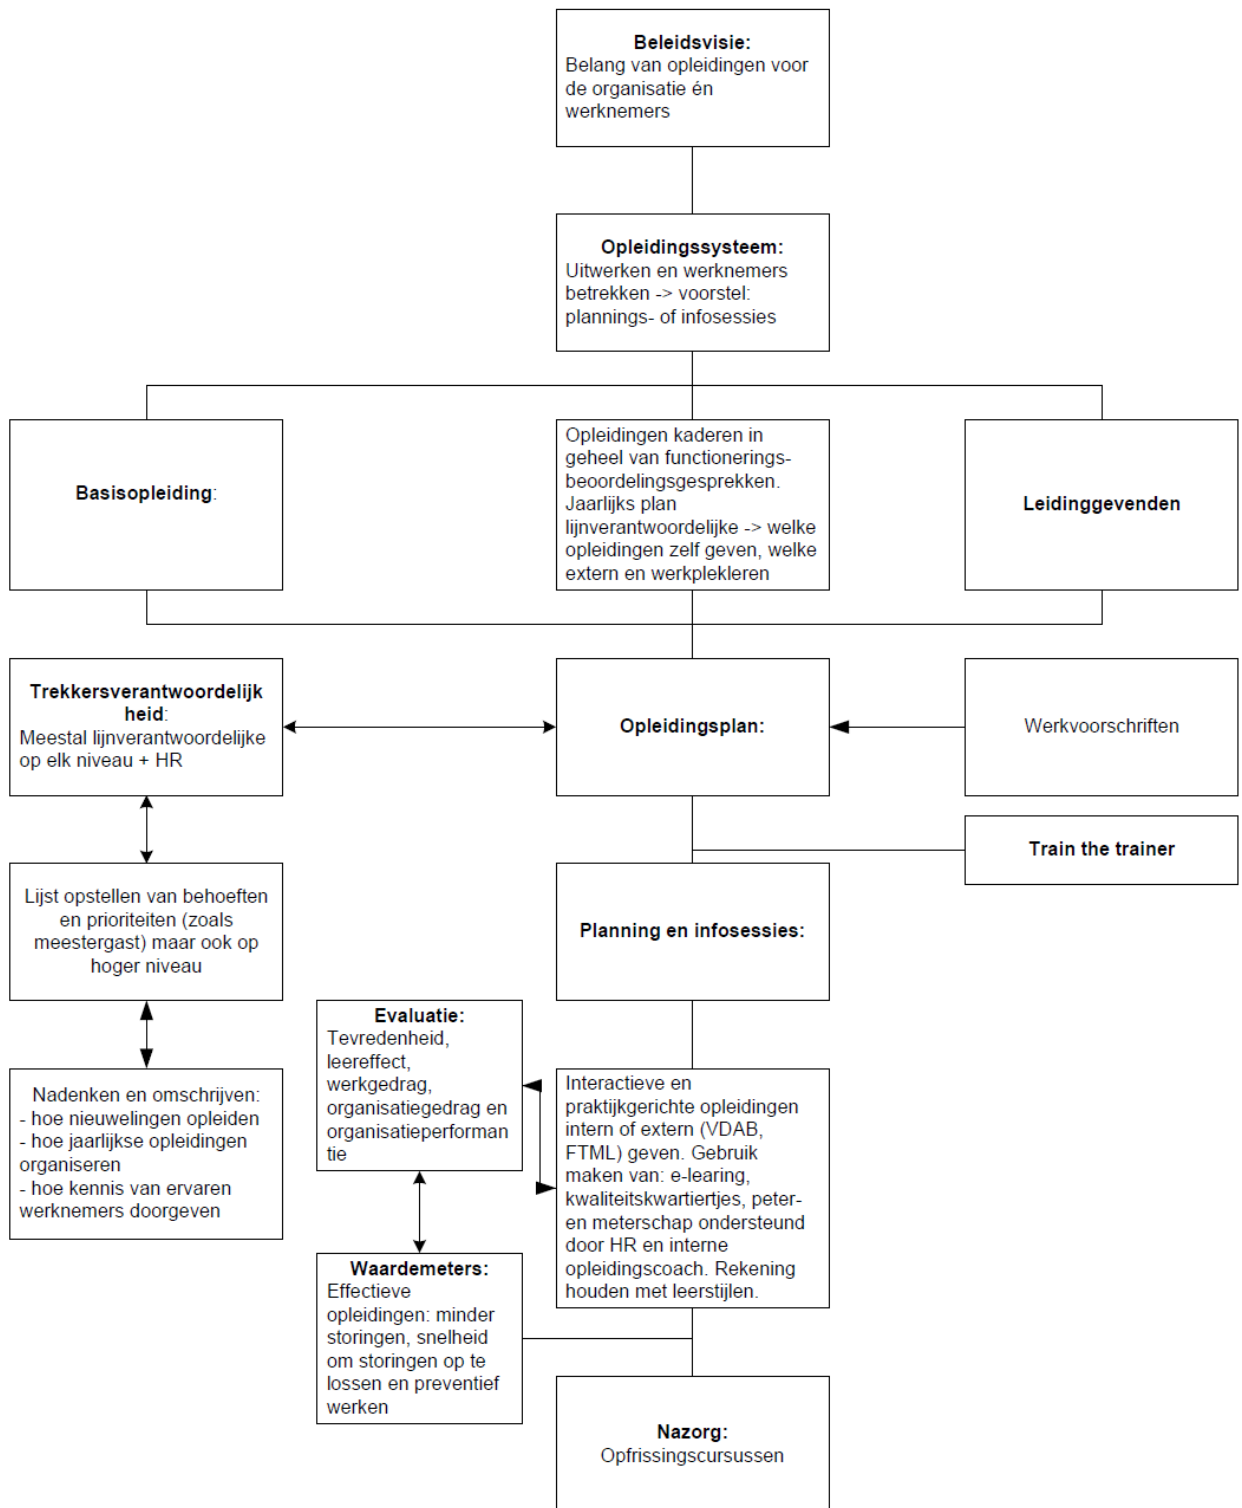 Beleidsvisie:
Belang van opleidingen voor
de organisatie én
werknemers
Opleidingssysteem:
Uitwerken en werknemers
betrekken -> voorstel:
plannings- of infosessies
Basisopleiding:
Opleidingen kaderen in
geheel van functionerings-
beoordelingsgesprekken.
Jaarlijks plan
lijnverantwoordelijke -> welke
opleidingen zelf geven, welke
extern en werkplekleren
Leidinggevenden
Trekkersverantwoordelijk
heid:
Meestal lijnverantwoordelijke
op elk niveau + HR
Opleidingsplan:
Werkvoorschriften
Train the trainer
Lijst opstellen van behoeften
en prioriteiten (zoals
meestergast) maar ook op
hoger niveau
Planning en infosessies:
Evaluatie:
Tevredenheid,
leereffect,
werkgedrag,
organisatiegedrag en
organisatieperforman
tie
Nadenken en omschrijven:
- hoe nieuwelingen opleiden
- hoe jaarlijkse opleidingen
organiseren
- hoe kennis van ervaren
werknemers doorgeven
Interactieve en
praktijkgerichte opleidingen
intern of extern (VDAB,
FTML) geven. Gebruik
maken van: e-learing,
kwaliteitskwartiertjes, peter-
en meterschap ondersteund
door HR en interne
opleidingscoach. Rekening
houden met leerstijlen.
Waardemeters:
Effectieve
opleidingen: minder
storingen, snelheid
om storingen op te
lossen en preventief
werken
Nazorg:
Opfrissingscursussen